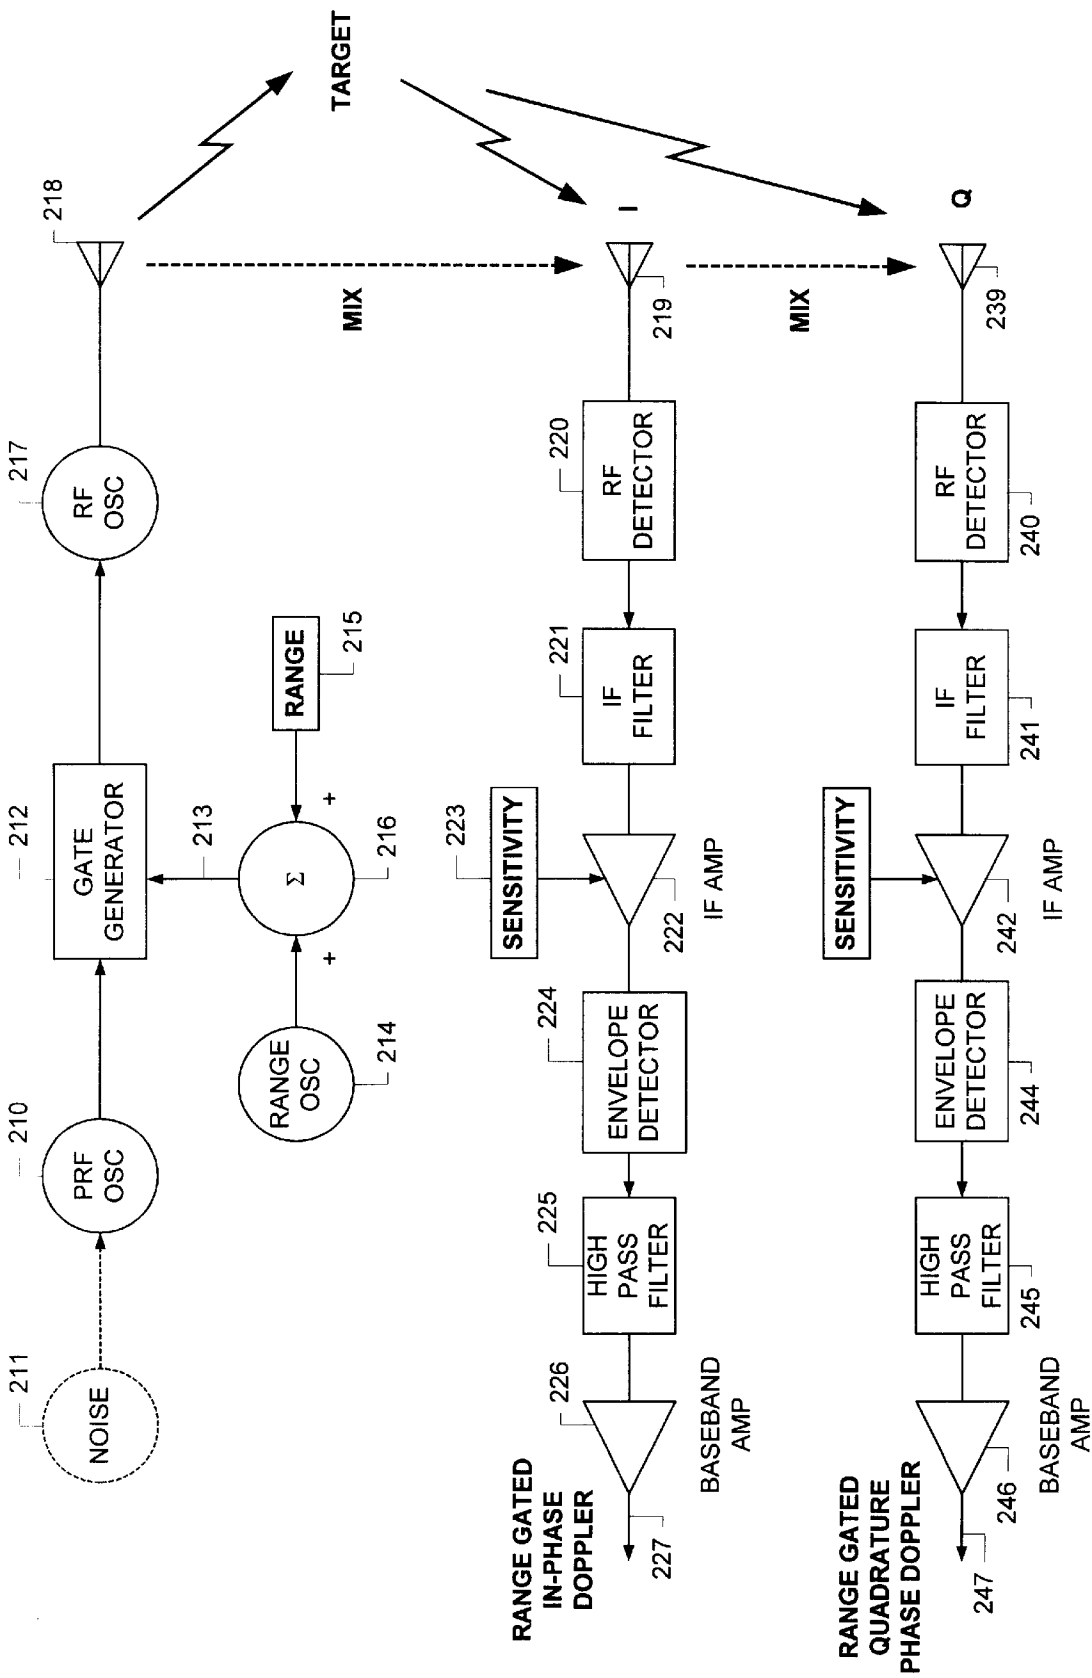 211
NOISE
210
PRF
OSC
212
GATE
GENERATOR
217
RF
OSC
218
TARGET
213
RANGE
OSC
214
+
Σ
216
+
RANGE
215
MIX
RANGE GATED
IN-PHASE
DOPPLER
227
226
BASEBAND
AMP
225
HIGH
PASS
FILTER
224
ENVELOPE
DETECTOR
223
SENSITIVITY
222
IF AMP
221
IF
FILTER
220
RF
DETECTOR
219
I
MIX
RANGE GATED
QUADRATURE
PHASE DOPPLER
247
246
BASEBAND
AMP
HIGH
PASS
FILTER
245
ENVELOPE
DETECTOR
244
SENSITIVITY
242
IF AMP
IF
FILTER
241
RF
DETECTOR
240
239
Q